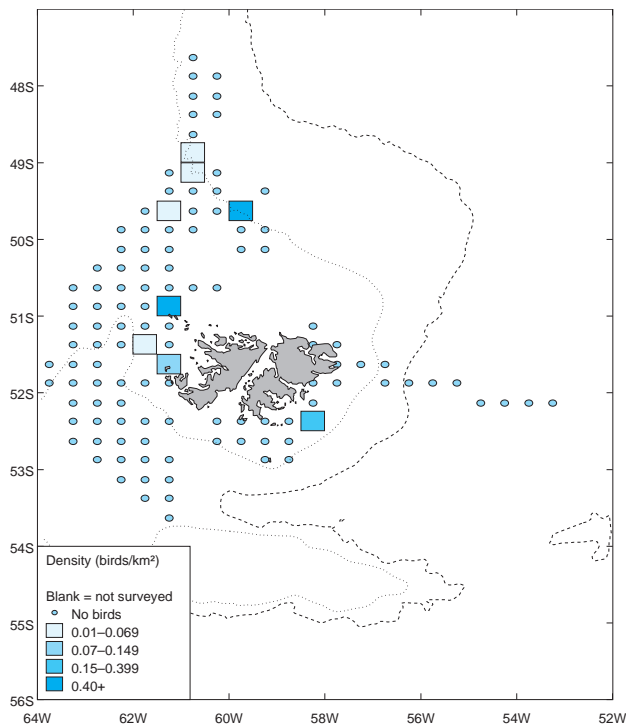 48S
49S
50S
51S
52S
53S
54S
55S
56S
Density (birds/km²)
Blank = not surveyed
No birds
0.01–0.069
0.07–0.149
0.15–0.399
0.40+
64W 62W 60W 58W 56W 54W 52W